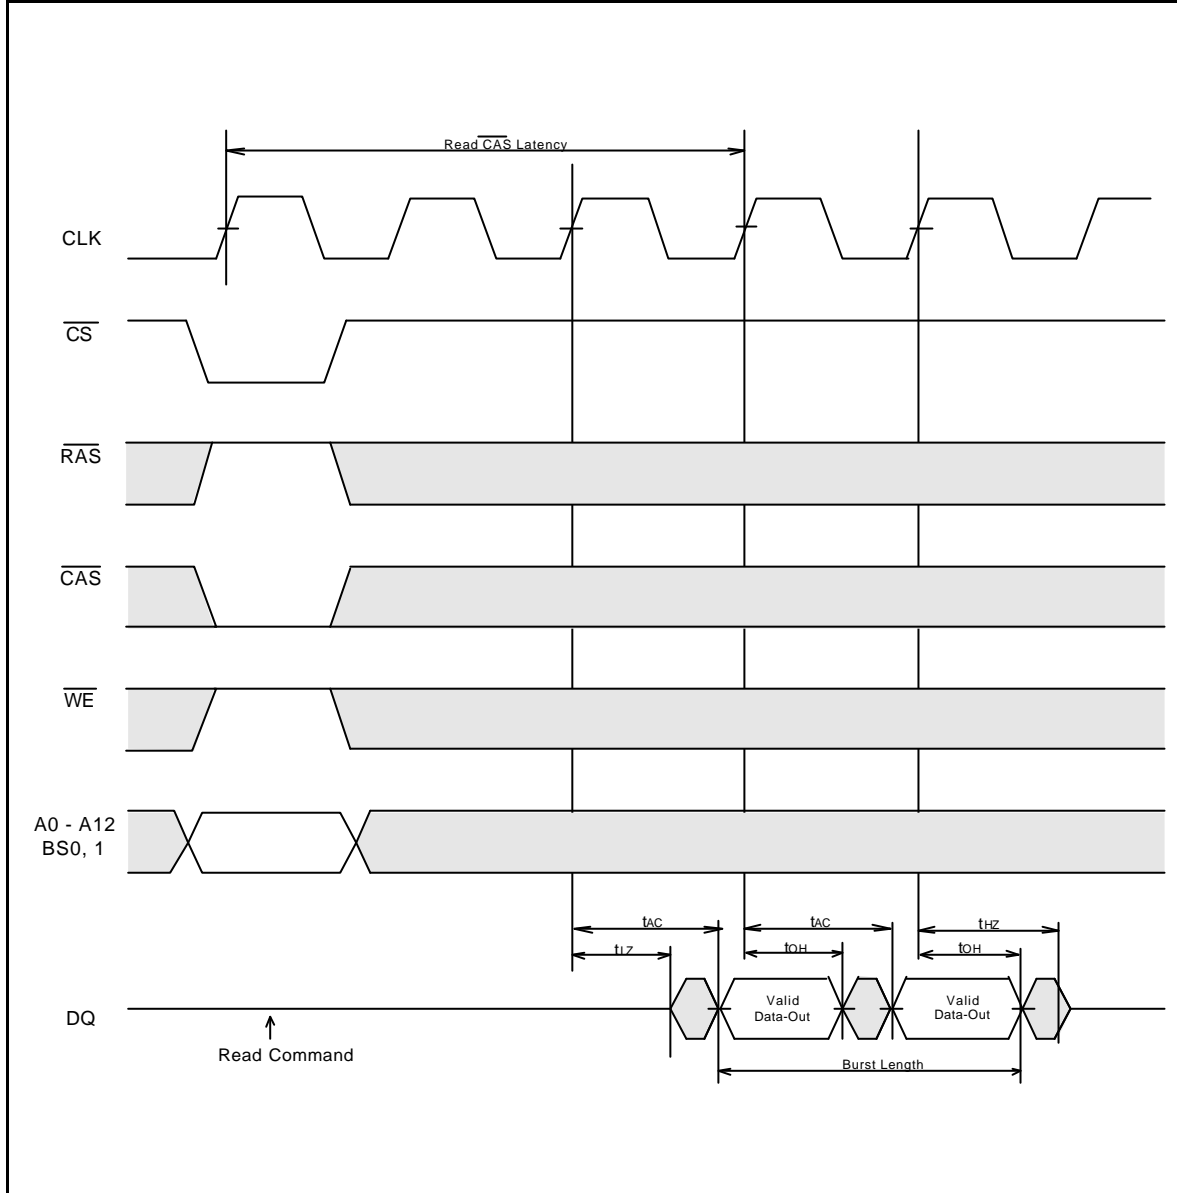 Read CAS Latency
CLK
CS
RAS
CAS
WE
A0 - A12
BS0, 1
tAC
tAC
tHZ
tLZ
tOH
tOH
DQ
Valid
Data-Out
Valid
Data-Out
Read Command
Burst Length